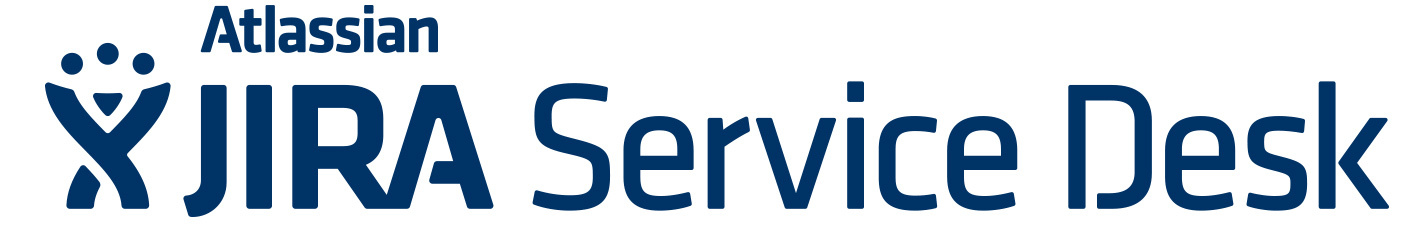 Atlassian
JIRA Service Desk